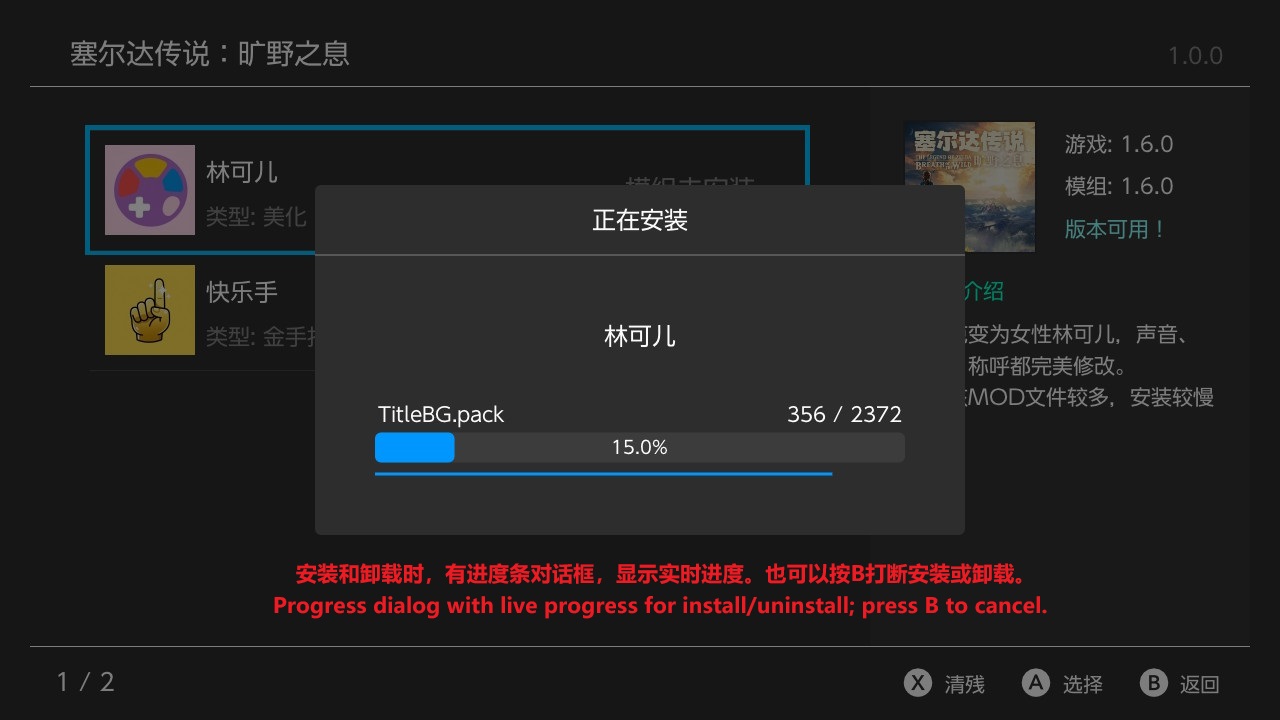 塞尔达传说：旷野之息
1.0.0
林可儿
类型: 美化
快乐手
类型: 金手
塞尔达传说
游戏: 1.6.0
模组: 1.6.0
版本可用！
介绍
变为女性林可儿，声音、
称呼都完美修改。
MOD文件较多，安装较慢
正在安装
林可儿
TitleBG.pack
356 / 2372
15.0%
安装和卸载时，有进度条对话框，显示实时进度。也可以按B打断安装或卸载。
Progress dialog with live progress for install/uninstall; press B to cancel.
1 / 2
X 清残
A 选择
B 返回